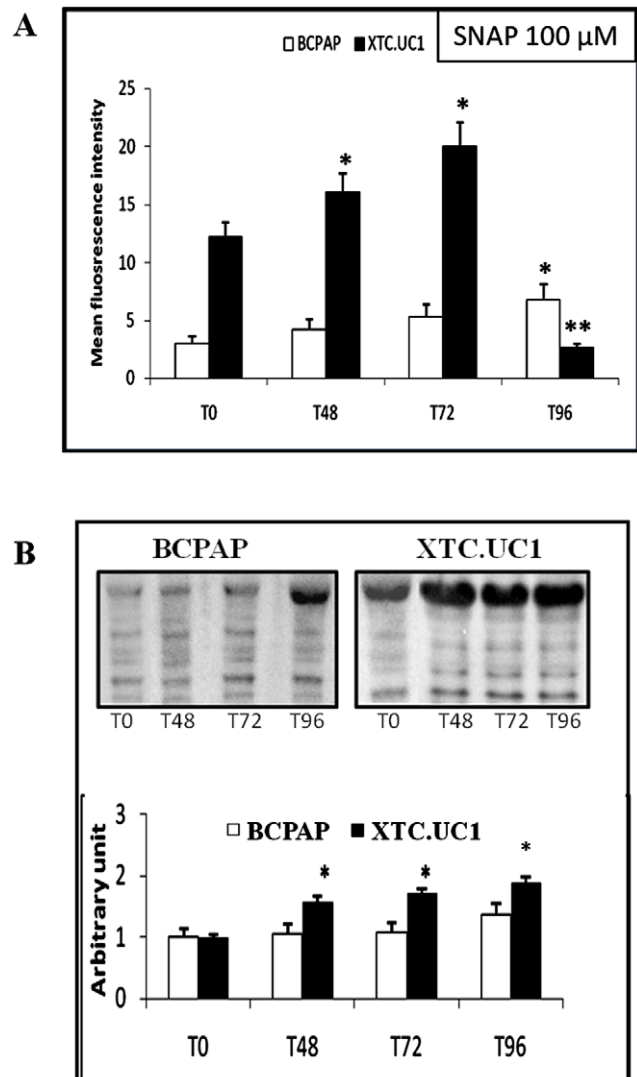 A
BCPAP XTC.UC1
SNAP 100 µM
Mean fluosrescence intensity
25
20
15
10
5
0
*
*
*
**
T0 T48 T72 T96
B
BCPAP XTC.UC1
T0 T48 T72 T96 T0 T48 T72 T96
Arbitrary unit
3
2
1
0
BCPAP XTC.UC1
* * *
T0 T48 T72 T96